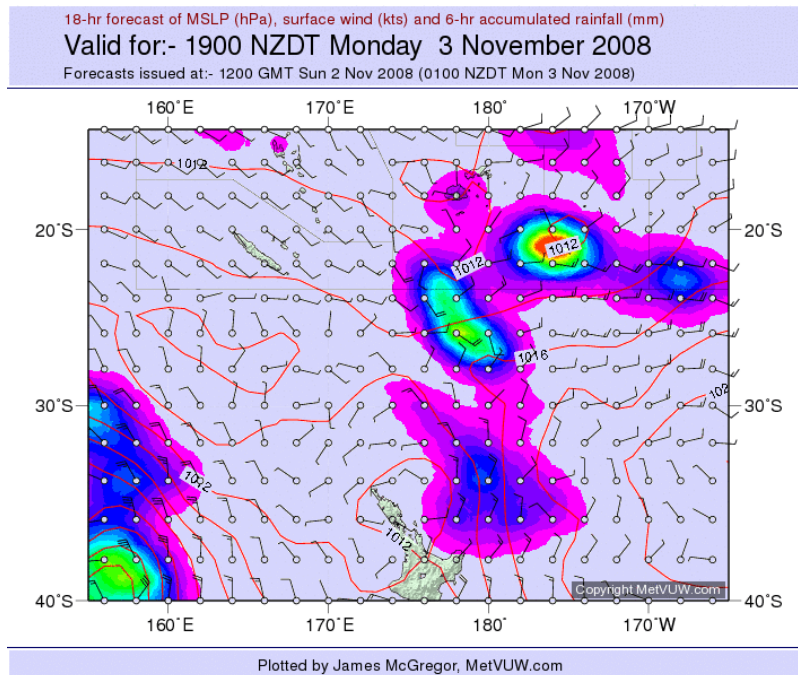 18-hr forecast of MSLP (hPa), surface wind (kts) and 6-hr accumulated rainfall (mm)
Valid for:- 1900 NZDT Monday 3 November 2008
Forecasts issued at:- 1200 GMT Sun 2 Nov 2008 (0100 NZDT Mon 3 Nov 2008)
160°E 170°E 180° 170°W
1012
20°S 1012 20°S
1012
1016
102
30°S 30°S
1012
1012
Copyright MetVUW.com
40°S 40°S
160°E 170°E 180° 170°W
Plotted by James McGregor, MetVUW.com